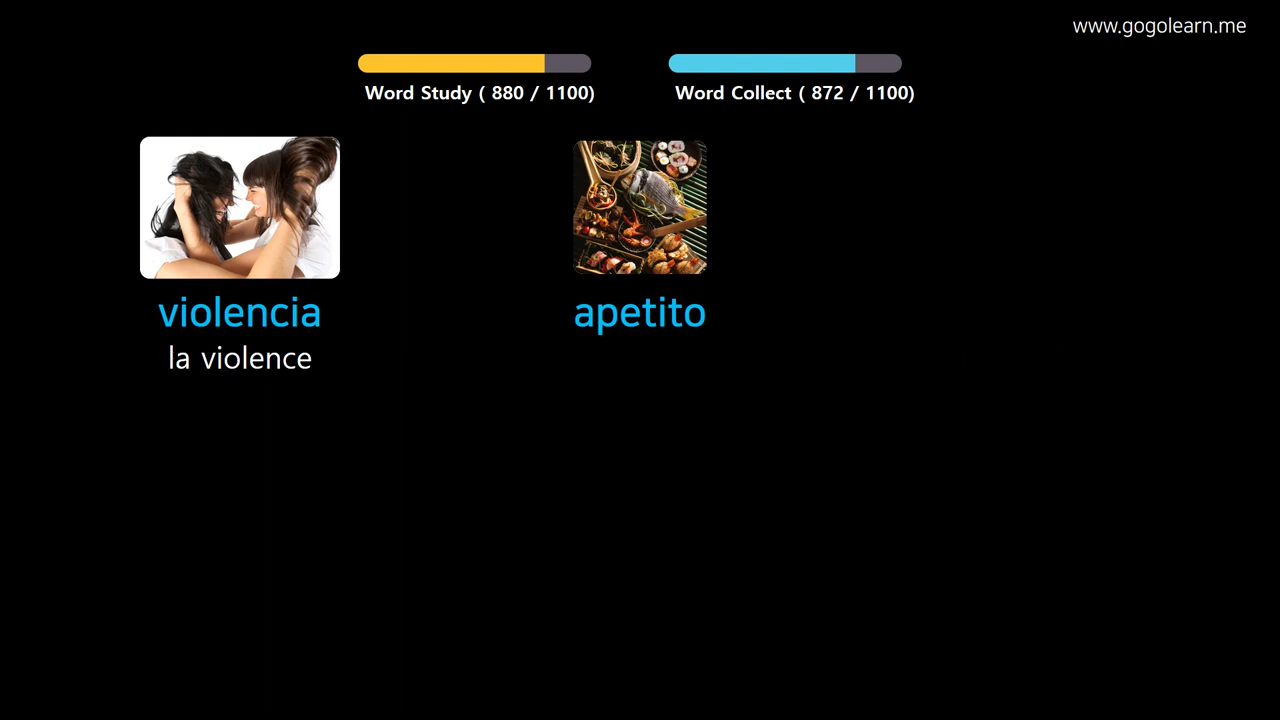 www.gogolearn.me
Word Study ( 880 / 1100)
Word Collect ( 872 / 1100)
violencia
apetito
la violence